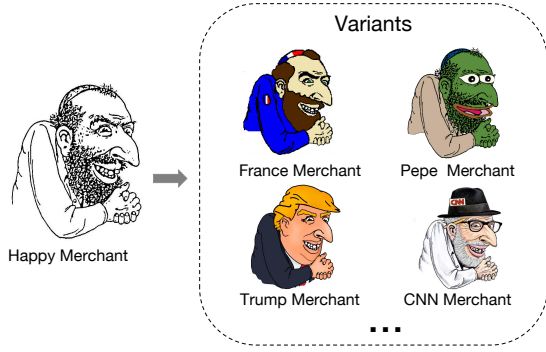 Variants
France Merchant
Pepe Merchant
Happy Merchant
CNN
Trump Merchant
CNN Merchant
...